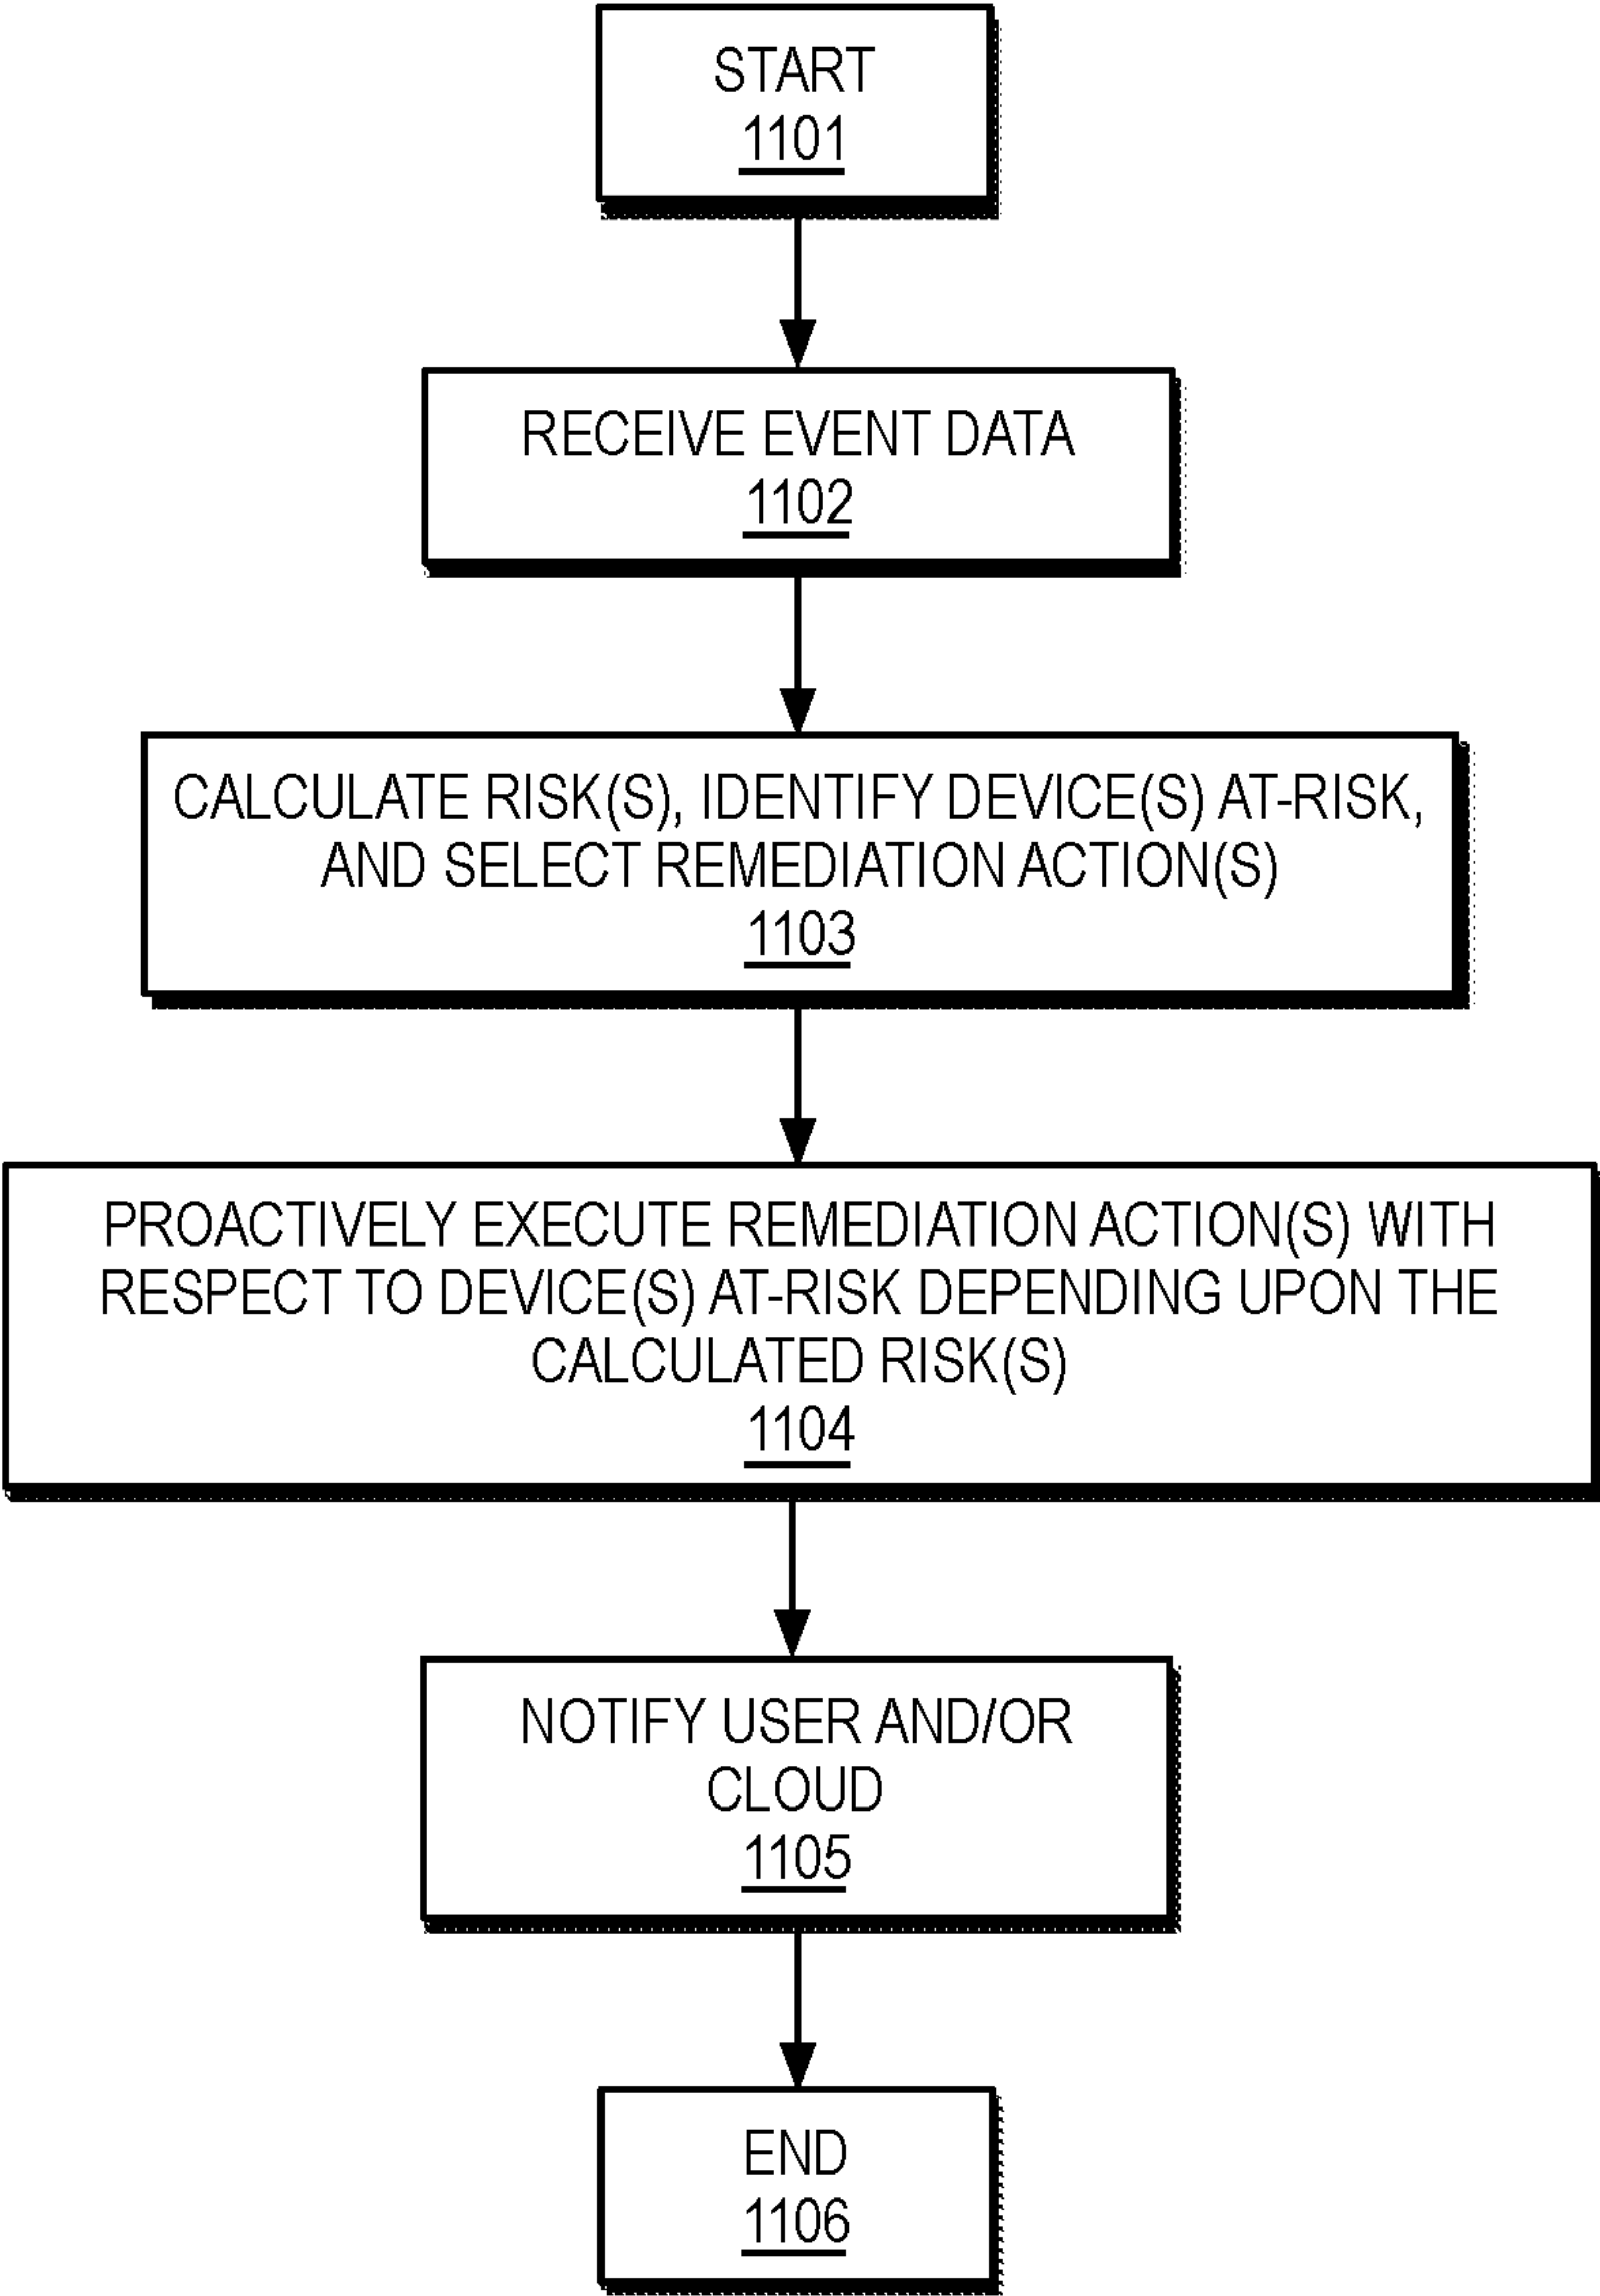 START
1101
RECEIVE EVENT DATA
1102
CALCULATE RISK(S), IDENTIFY DEVICE(S) AT-RISK,
AND SELECT REMEDIATION ACTION(S)
1103
PROACTIVELY EXECUTE REMEDIATION ACTION(S) WITH
RESPECT TO DEVICE(S) AT-RISK DEPENDING UPON THE
CALCULATED RISK(S)
1104
NOTIFY USER AND/OR
CLOUD
1105
END
1106